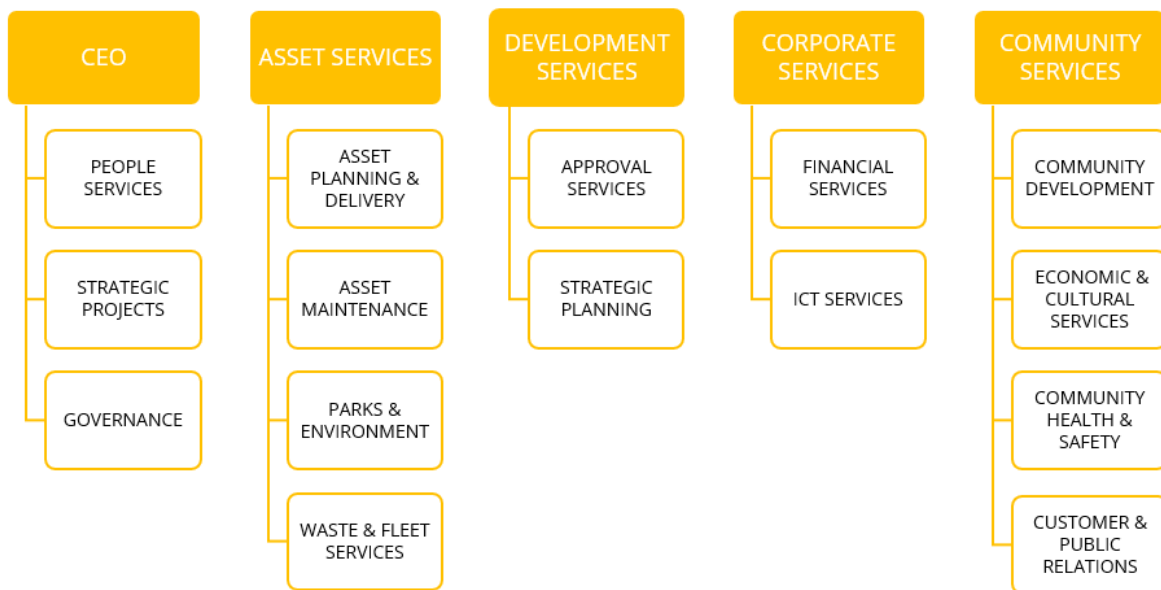 CEO
PEOPLE
SERVICES
STRATEGIC
PROJECTS
GOVERNANCE
ASSET SERVICES
ASSET
PLANNING &
DELIVERY
ASSET
MAINTENANCE
PARKS &
ENVIRONMENT
WASTE & FLEET
SERVICES
DEVELOPMENT
SERVICES
APPROVAL
SERVICES
STRATEGIC
PLANNING
CORPORATE
SERVICES
FINANCIAL
SERVICES
ICT SERVICES
COMMUNITY
SERVICES
COMMUNITY
DEVELOPMENT
ECONOMIC &
CULTURAL
SERVICES
COMMUNITY
HEALTH &
SAFETY
CUSTOMER &
PUBLIC
RELATIONS